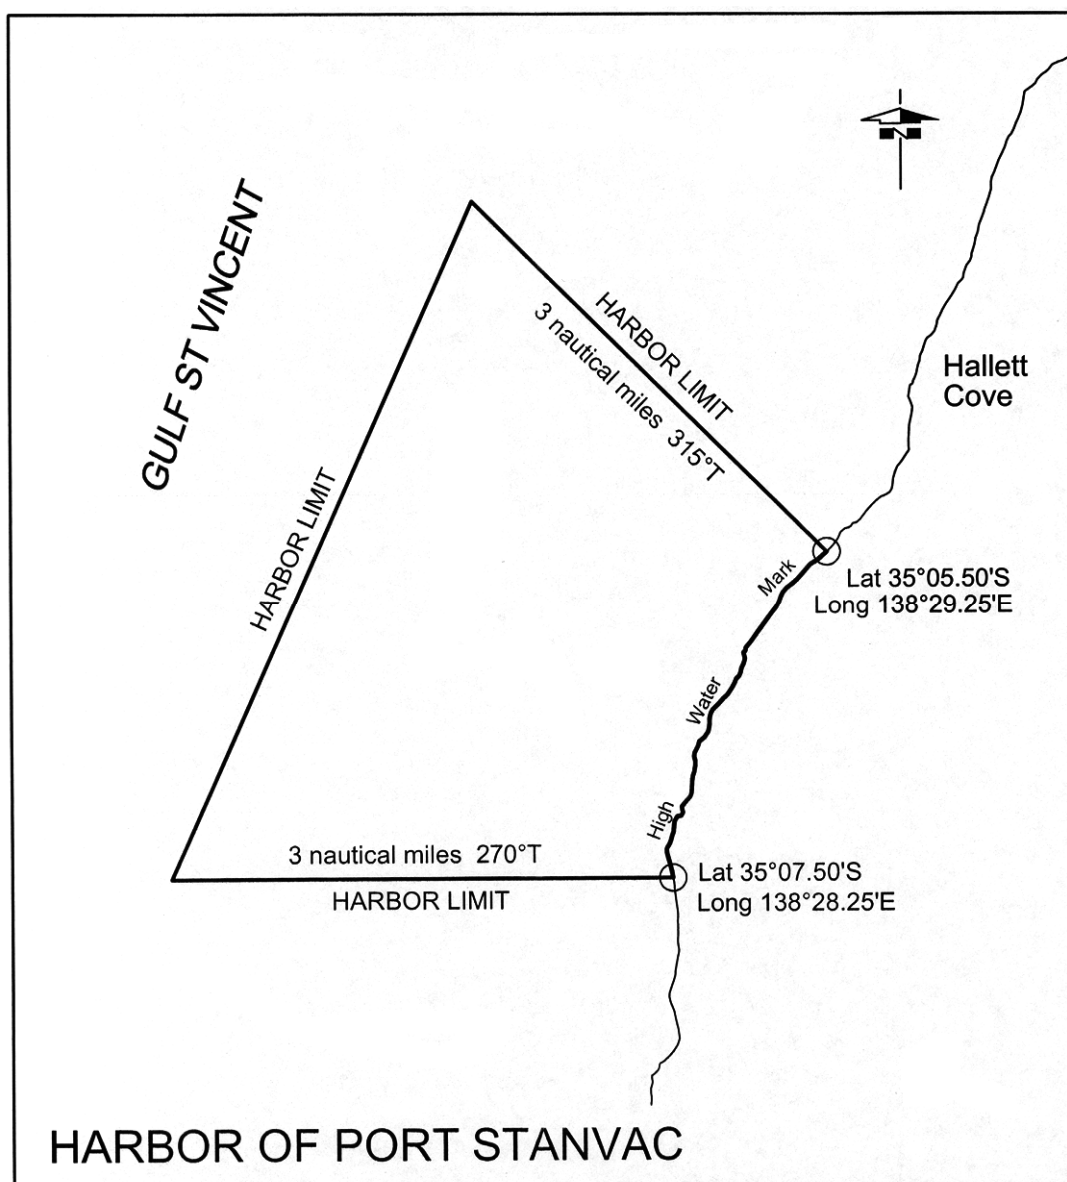 N
GULF ST VINCENT
HARBOR LIMIT
3 nautical miles 315°T
Hallett
Cove
HARBOR LIMIT
Mark
Lat 35°05.50'S
Long 138°29.25'E
Water
High
3 nautical miles 270°T
HARBOR LIMIT
Lat 35°07.50'S
Long 138°28.25'E
HARBOR OF PORT STANVAC